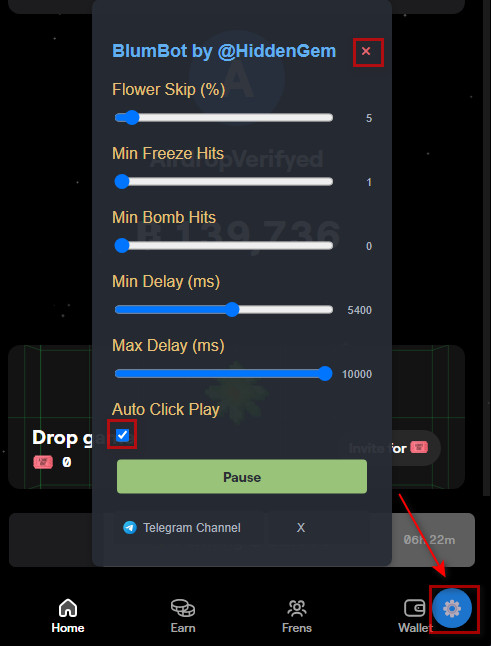 BlumBot by @HiddenGem ×
A
Flower Skip (%)
5
Min Freeze Hits
AirdropVerifyed
1
Min Bomb Hits
139,736
0
Min Delay (ms)
5400
Max Delay (ms)
10000
Auto Click Play
Drop ga
Invite for
0
Pause
Telegram Channel X
06h 22m
Home Earn Frens Wallet